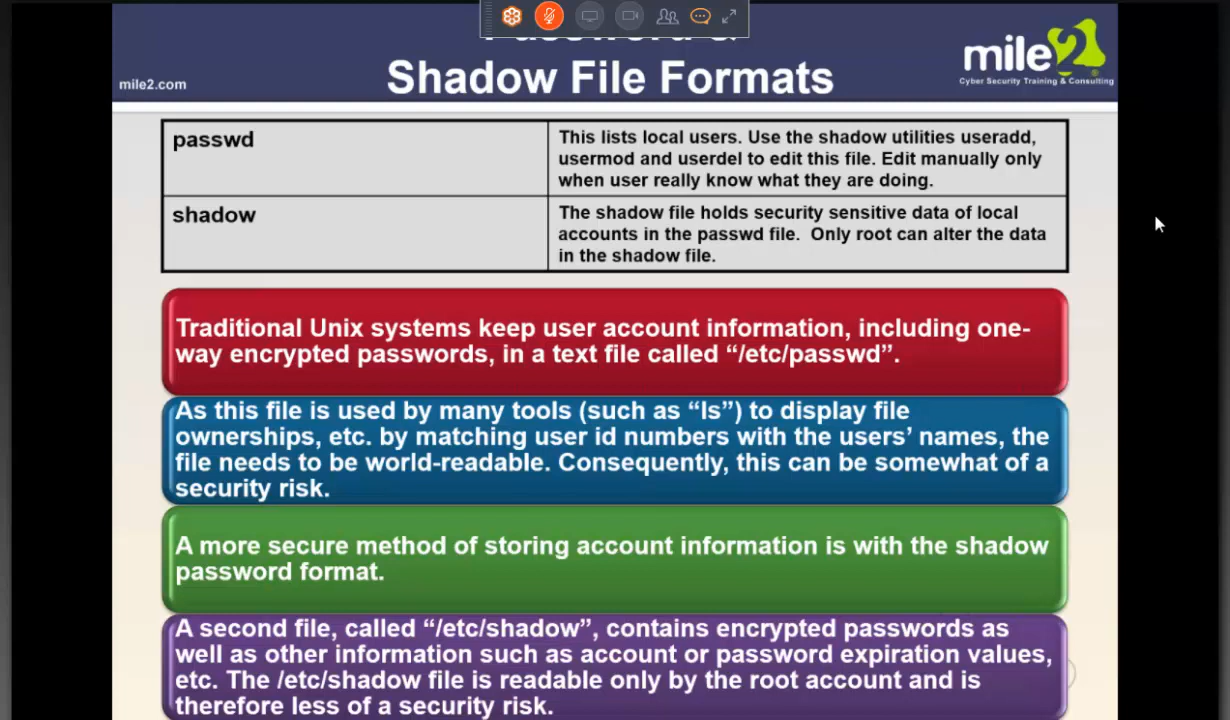 Shadow File Formats
mile2
Cyber Security Training & Consulting
mile2.com
passwd
This lists local users. Use the shadow utilities useradd,
usermod and userdel to edit this file. Edit manually only
when user really know what they are doing.
shadow
The shadow file holds security sensitive data of local
accounts in the passwd file. Only root can alter the data
in the shadow file.
Traditional Unix systems keep user account information, including one-
way encrypted passwords, in a text file called “/etc/passwd”.
As this file is used by many tools (such as “ls”) to display file
ownerships, etc. by matching user id numbers with the users’ names, the
file needs to be world-readable. Consequently, this can be somewhat of a
security risk.
A more secure method of storing account information is with the shadow
password format.
A second file, called “/etc/shadow”, contains encrypted passwords as
well as other information such as account or password expiration values,
etc. The /etc/shadow file is readable only by the root account and is
therefore less of a security risk.